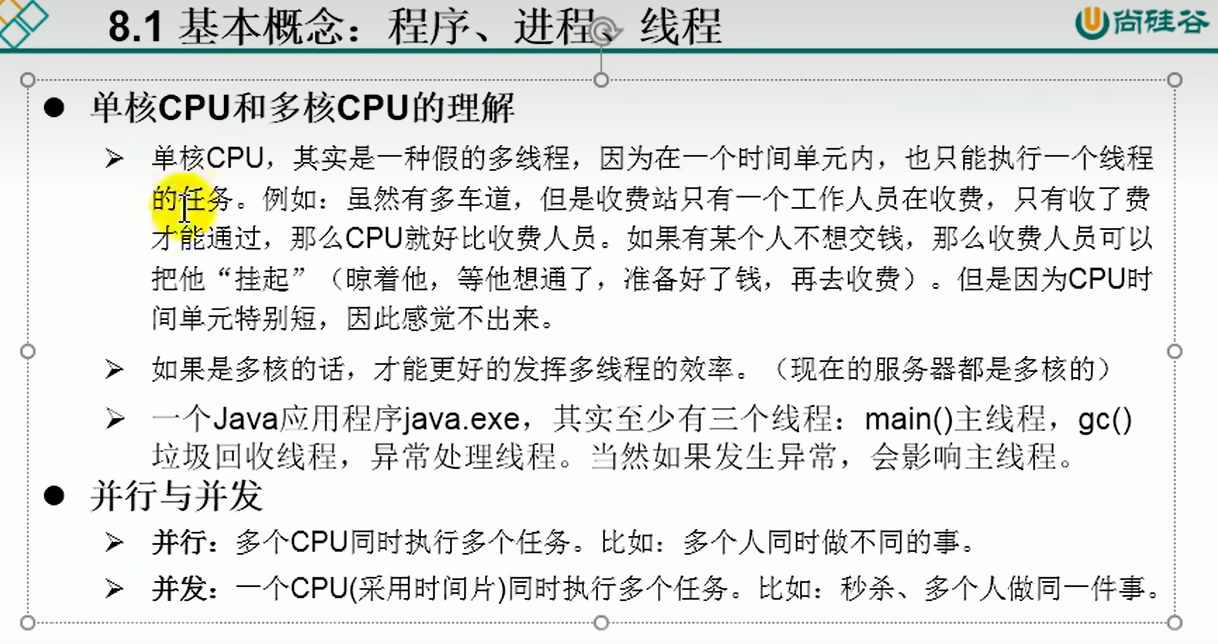 8.1 基本概念：程序、进程、线程
尚硅谷
单核CPU和多核CPU的理解
单核CPU，其实是一种假的多线程，因为在一个时间单元内，也只能执行一个线程
的任务。例如：虽然有多车道，但是收费站只有一个工作人员在收费，只有收了费
才能通过，那么CPU就好比收费人员。如果有某个人不想交钱，那么收费人员可以
把他“挂起”（晾着他，等他想通了，准备好了钱，再去收费）。但是因为CPU时
间单元特别短，因此感觉不出来。
如果是多核的话，才能更好的发挥多线程的效率。（现在的服务器都是多核的）
一个Java应用程序java.exe，其实至少有三个线程：main()主线程，gc()
垃圾回收线程，异常处理线程。当然如果发生异常，会影响主线程。
并行与并发
并行：多个CPU同时执行多个任务。比如：多个人同时做不同的事。
并发：一个CPU(采用时间片)同时执行多个任务。比如：秒杀、多个人做同一件事。